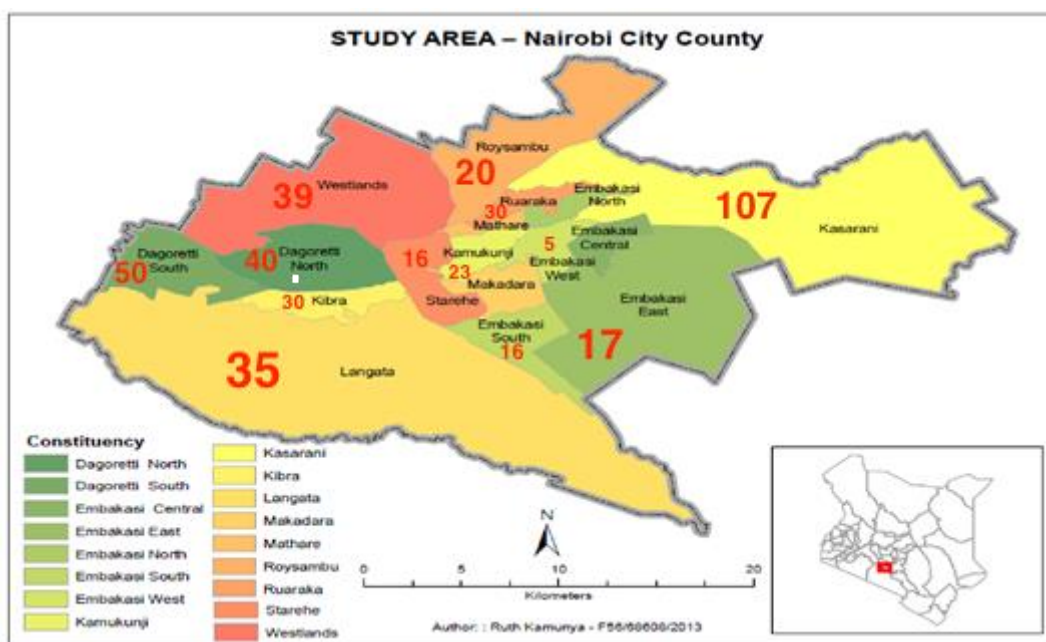 STUDY AREA – Nairobi City County
Roysambu
20
39
Westlands
Ruaraka
30
Mathare
Embakasi
North
107
Kasarani
Embakasi
Central
Dagoretti
South
50
40
Dagoretti
North
16
Kamukunji
5
Embakasi
West
23
Makadara
30
Kibra
Starehe
Embakasi
East
Embakasi
South
16
17
35
Langata
Constituency
Dagoretti North
Dagoretti South
Embakasi Central
Embakasi East
Embakasi North
Embakasi South
Embakasi West
Kamukunji
Kasarani
Kibra
Langata
Makadara
Mathare
Roysambu
Ruaraka
Starehe
Westlands
N
0 5 10 20
Kilometers
Author: : Ruth Kamunya - F56/68608/2013